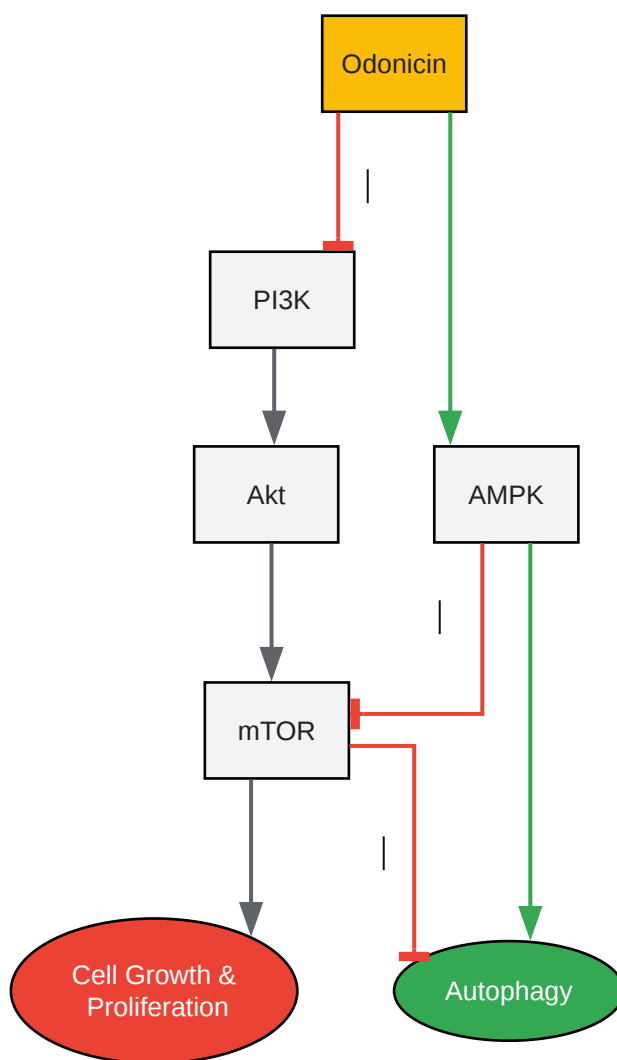 Odonicin
|
PI3K
Akt
AMPK
|
mTOR
|
Cell Growth &
Proliferation
Autophagy